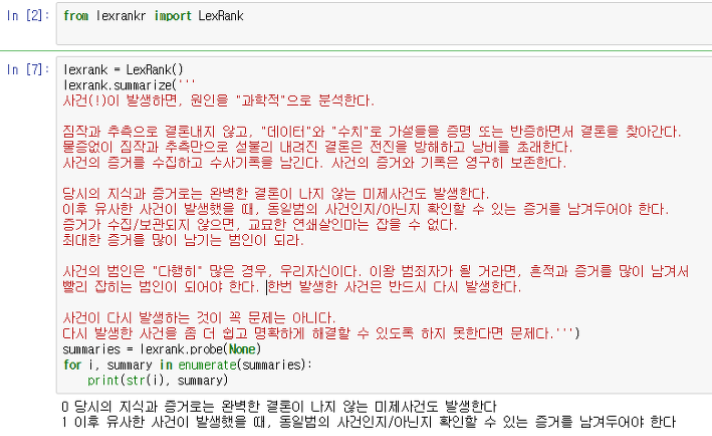 In [2]: from lexrankr import LexRank
In [7]: lexrank = LexRank()
lexrank.summarize('''
사건(!)이 발생하면, 원인을 "과학적"으로 분석한다.
짐작과 추측으로 결론내지 않고, "데이터"와 "수치"로 가설들을 증명 또는 반증하면서 결론을 찾아간다.
물증없이 짐작과 추측만으로 섣불리 내려진 결론은 전진을 방해하고 낭비를 초래한다.
사건의 증거를 수집하고 수사기록을 남긴다. 사건의 증거와 기록은 영구히 보존한다.
당시의 지식과 증거로는 완벽한 결론이 나지 않는 미제사건도 발생한다.
이후 유사한 사건이 발생했을 때, 동일범의 사건인지/아닌지 확인할 수 있는 증거를 남겨두어야 한다.
증거가 수집/보관되지 않으면, 교묘한 연쇄살인마는 잡을 수 없다.
최대한 증거를 많이 남기는 범인이 되라.
사건의 범인은 "다행히" 많은 경우, 우리자신이다. 이왕 범죄자가 될 거라면, 흔적과 증거를 많이 남겨서
빨리 잡히는 범인이 되어야 한다. 한번 발생한 사건은 반드시 다시 발생한다.
사건이 다시 발생하는 것이 꼭 문제는 아니다.
다시 발생한 사건을 좀 더 쉽고 명확하게 해결할 수 있도록 하지 못한다면 문제다.''')
summaries = lexrank.probe(None)
for i, summary in enumerate(summaries):
    print(str(i), summary)
0 당시의 지식과 증거로는 완벽한 결론이 나지 않는 미제사건도 발생한다
1 이후 유사한 사건이 발생했을 때, 동일범의 사건인지/아닌지 확인할 수 있는 증거를 남겨두어야 한다